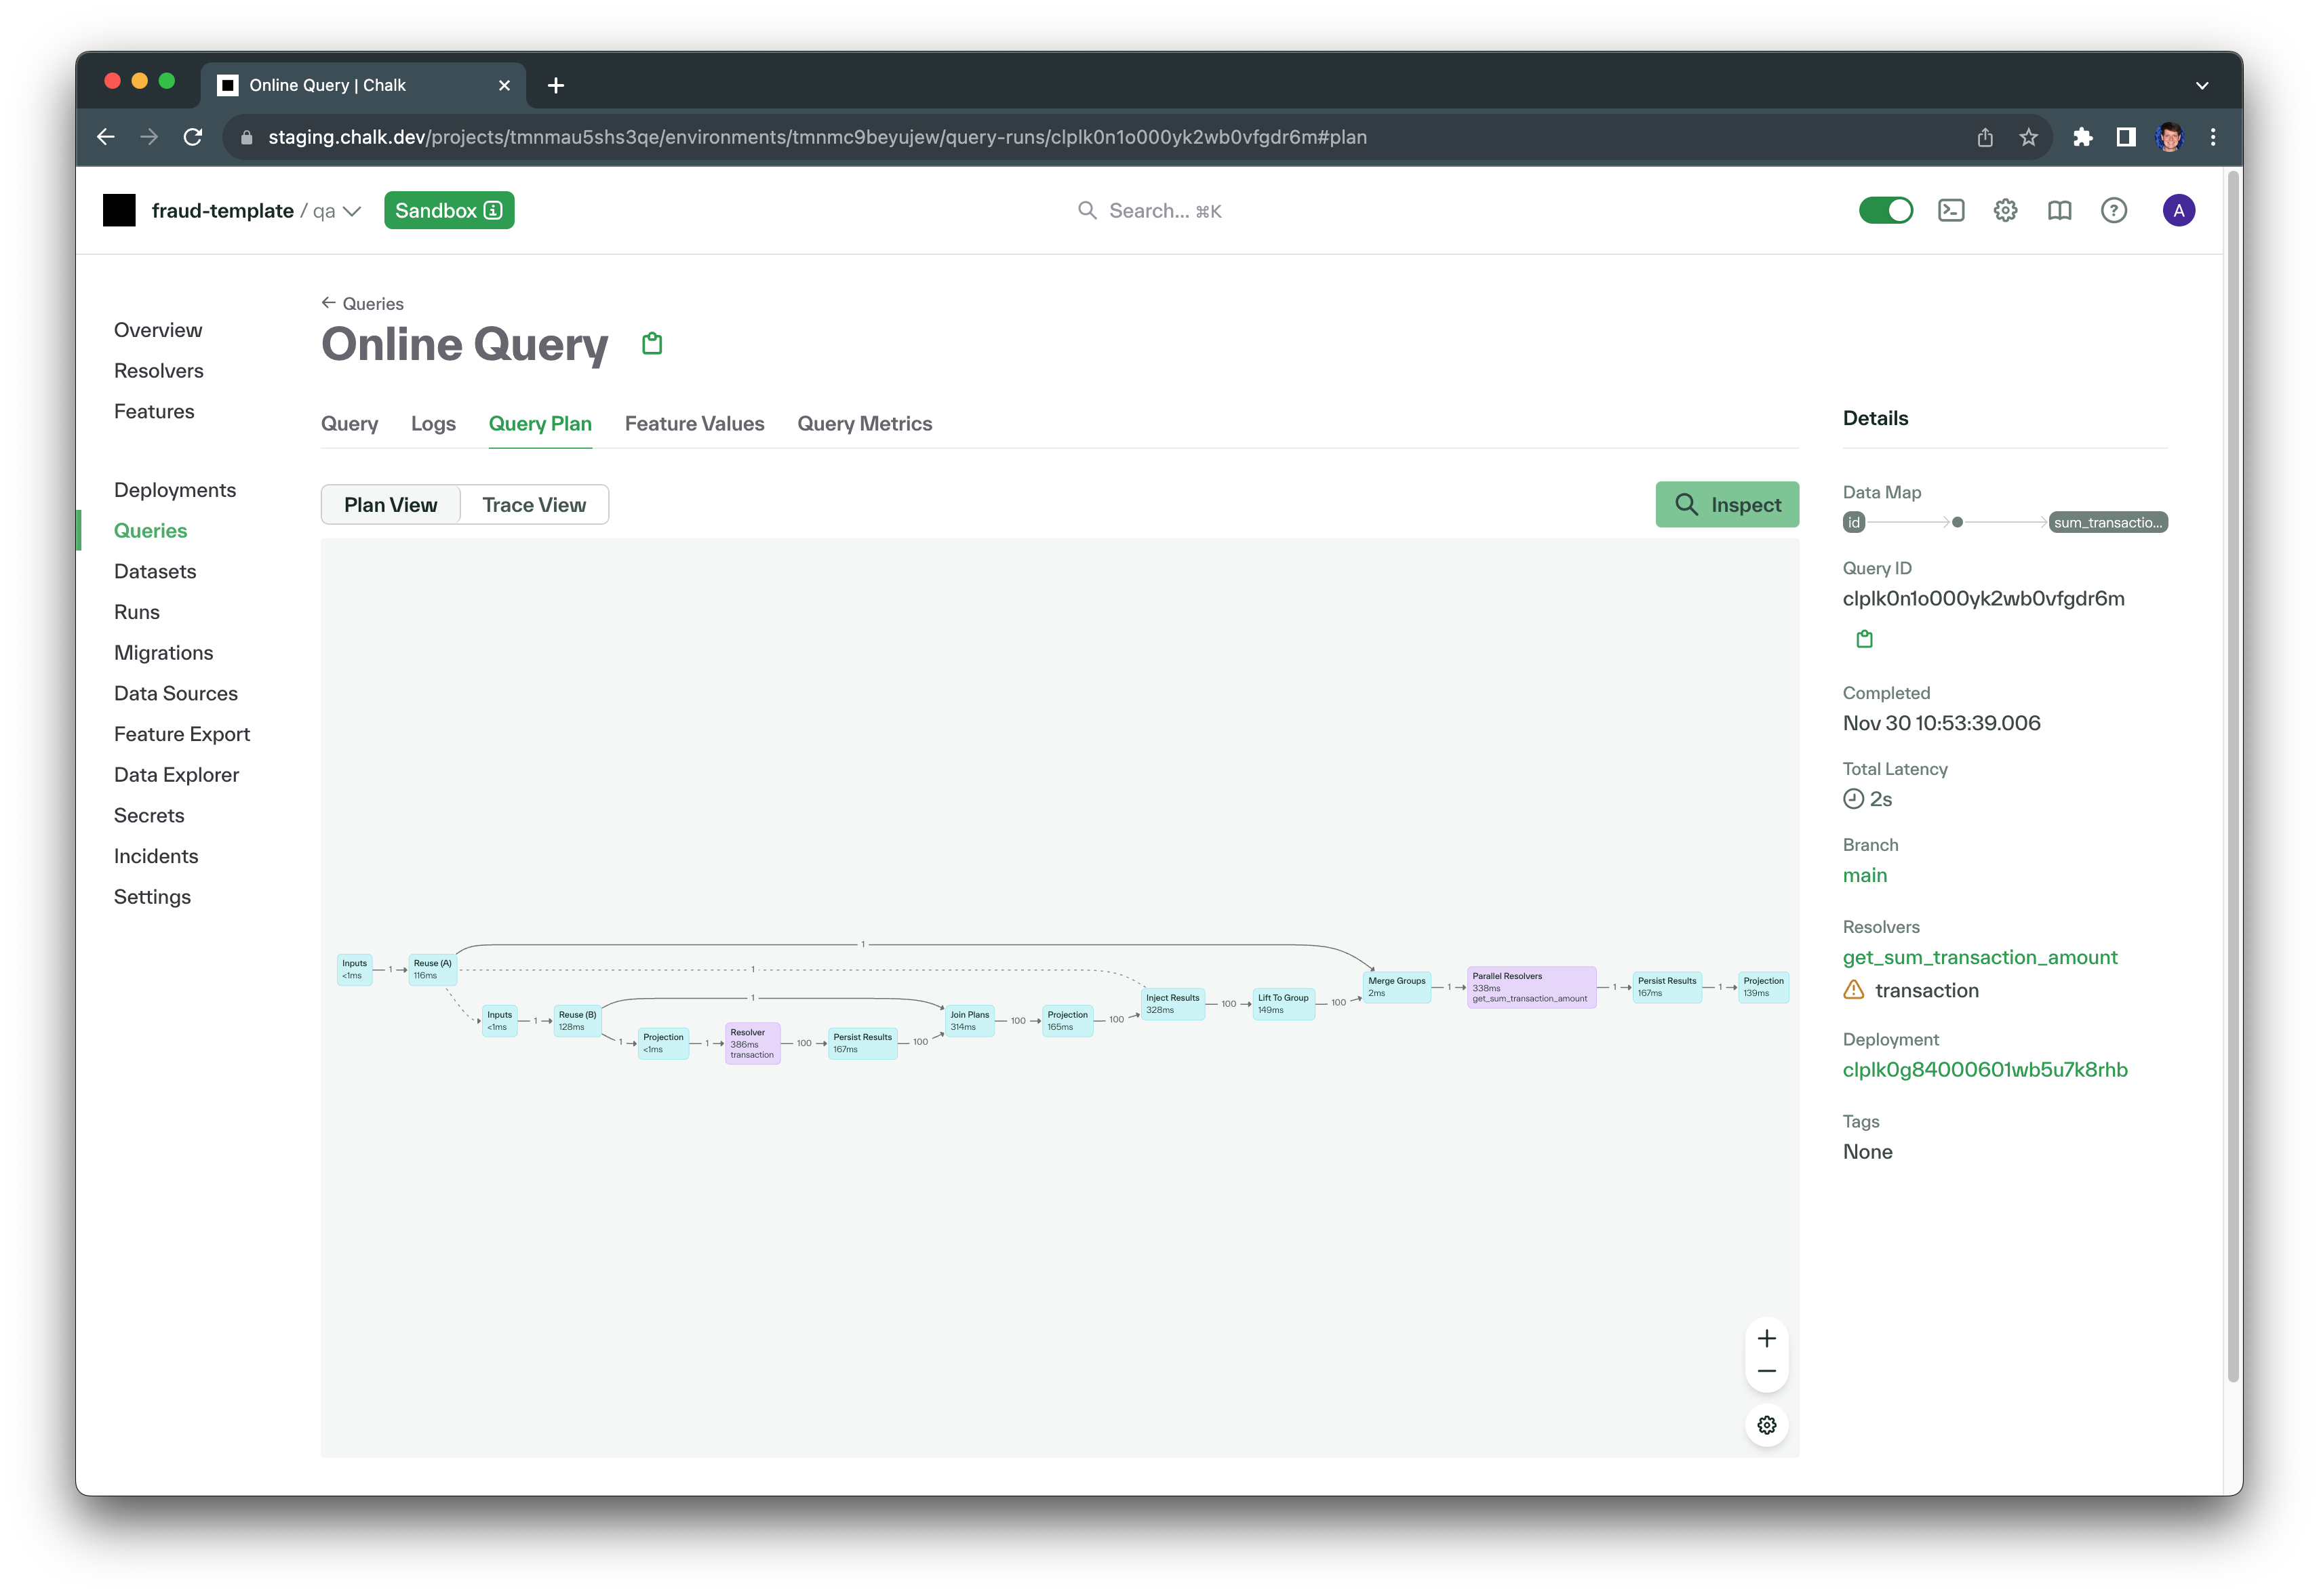 Online Query | Chalk
staging.chalk.dev/projects/tmnmau5shs3qe/environments/tmnmc9beyujew/query-runs/clplk0n1o000yk2wb0vfgdr6m#plan
fraud-template / qa
Sandbox
Search... ⌘K
A
Overview
Resolvers
Features
Deployments
Queries
Datasets
Runs
Migrations
Data Sources
Feature Export
Data Explorer
Secrets
Incidents
Settings
← Queries
Online Query
Query Logs Query Plan Feature Values Query Metrics
Plan View Trace View
Inspect
Inputs
<1ms
1
Reuse (A)
116ms
1
1
Inputs
<1ms
1
Reuse (B)
128ms
1
1
Projection
<1ms
1
Resolver
386ms
transaction
100
Persist Results
167ms
100
Join Plans
314ms
100
Projection
165ms
100
Inject Results
328ms
100
Lift To Group
149ms
100
Merge Groups
2ms
1
Parallel Resolvers
338ms
get_sum_transaction_amount
1
Persist Results
167ms
1
Projection
139ms
Details
Data Map
id
sum_transactio...
Query ID
clplk0n1o000yk2wb0vfgdr6m
Completed
Nov 30 10:53:39.006
Total Latency
2s
Branch
main
Resolvers
get_sum_transaction_amount
transaction
Deployment
clplk0g84000601wb5u7k8rhb
Tags
None